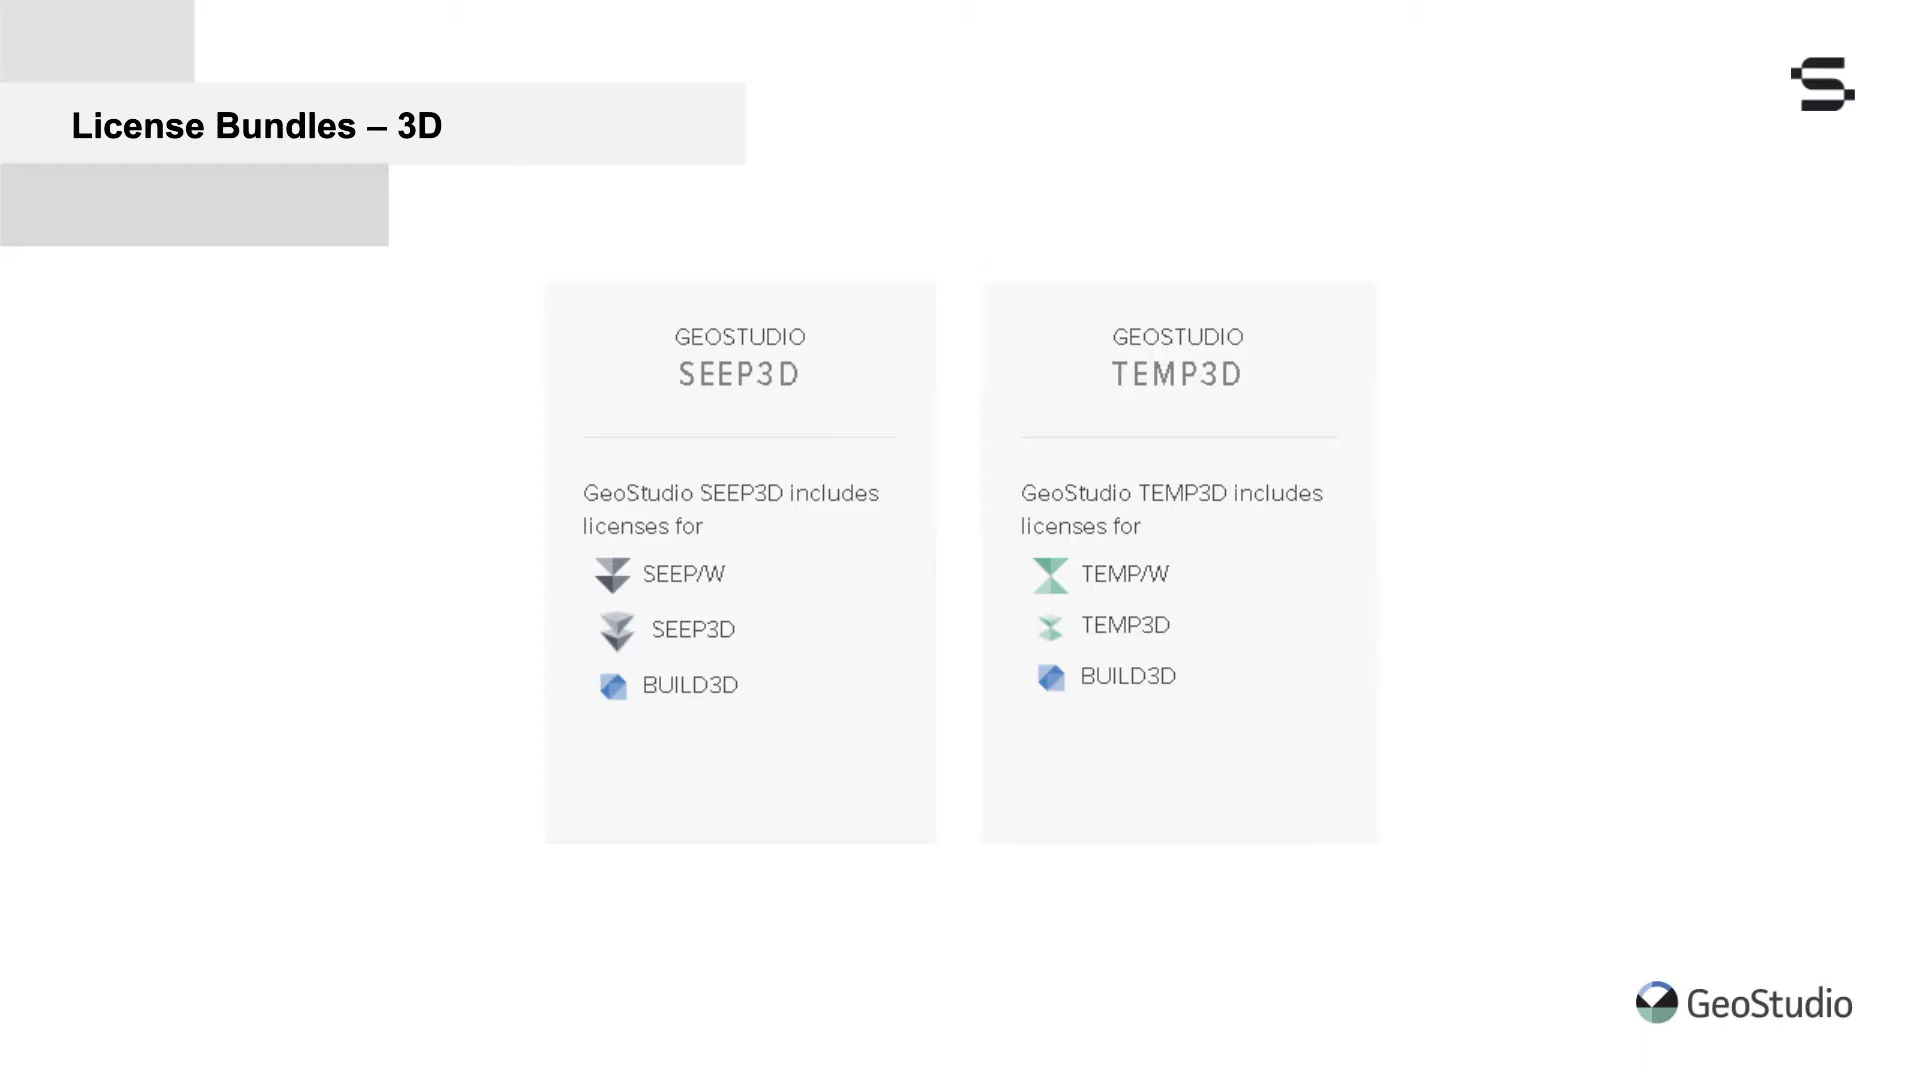 License Bundles – 3D
GEOSTUDIO
SEEP3D
GeoStudio SEEP3D includes
licenses for
SEEP/W
SEEP3D
BUILD3D
GEOSTUDIO
TEMP3D
GeoStudio TEMP3D includes
licenses for
TEMP/W
TEMP3D
BUILD3D
GeoStudio